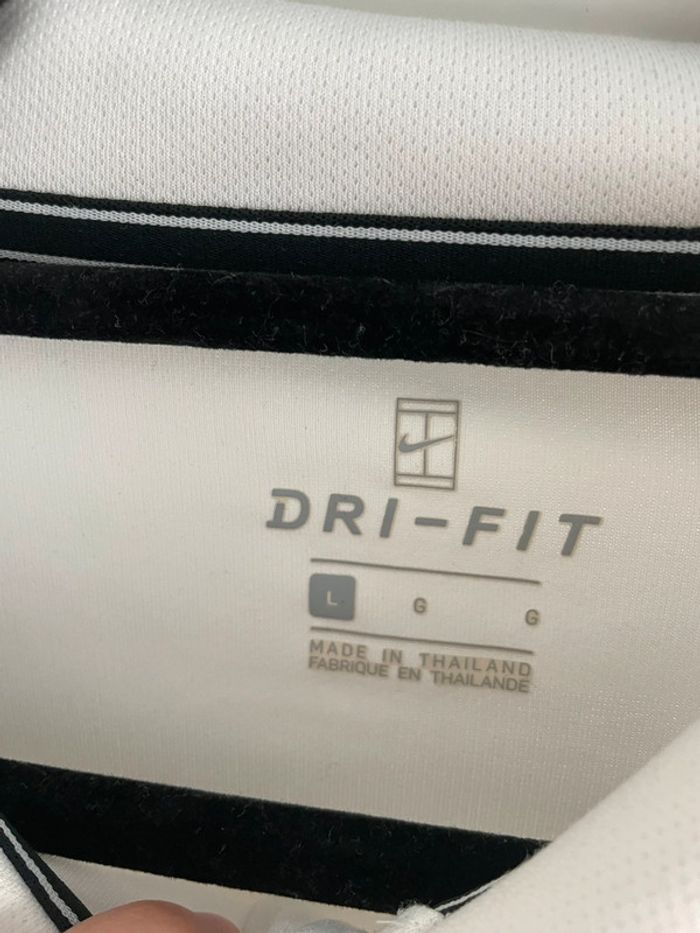 DRI-FIT
L G G
MADE IN THAILAND
FABRIQUE EN THAILANDE